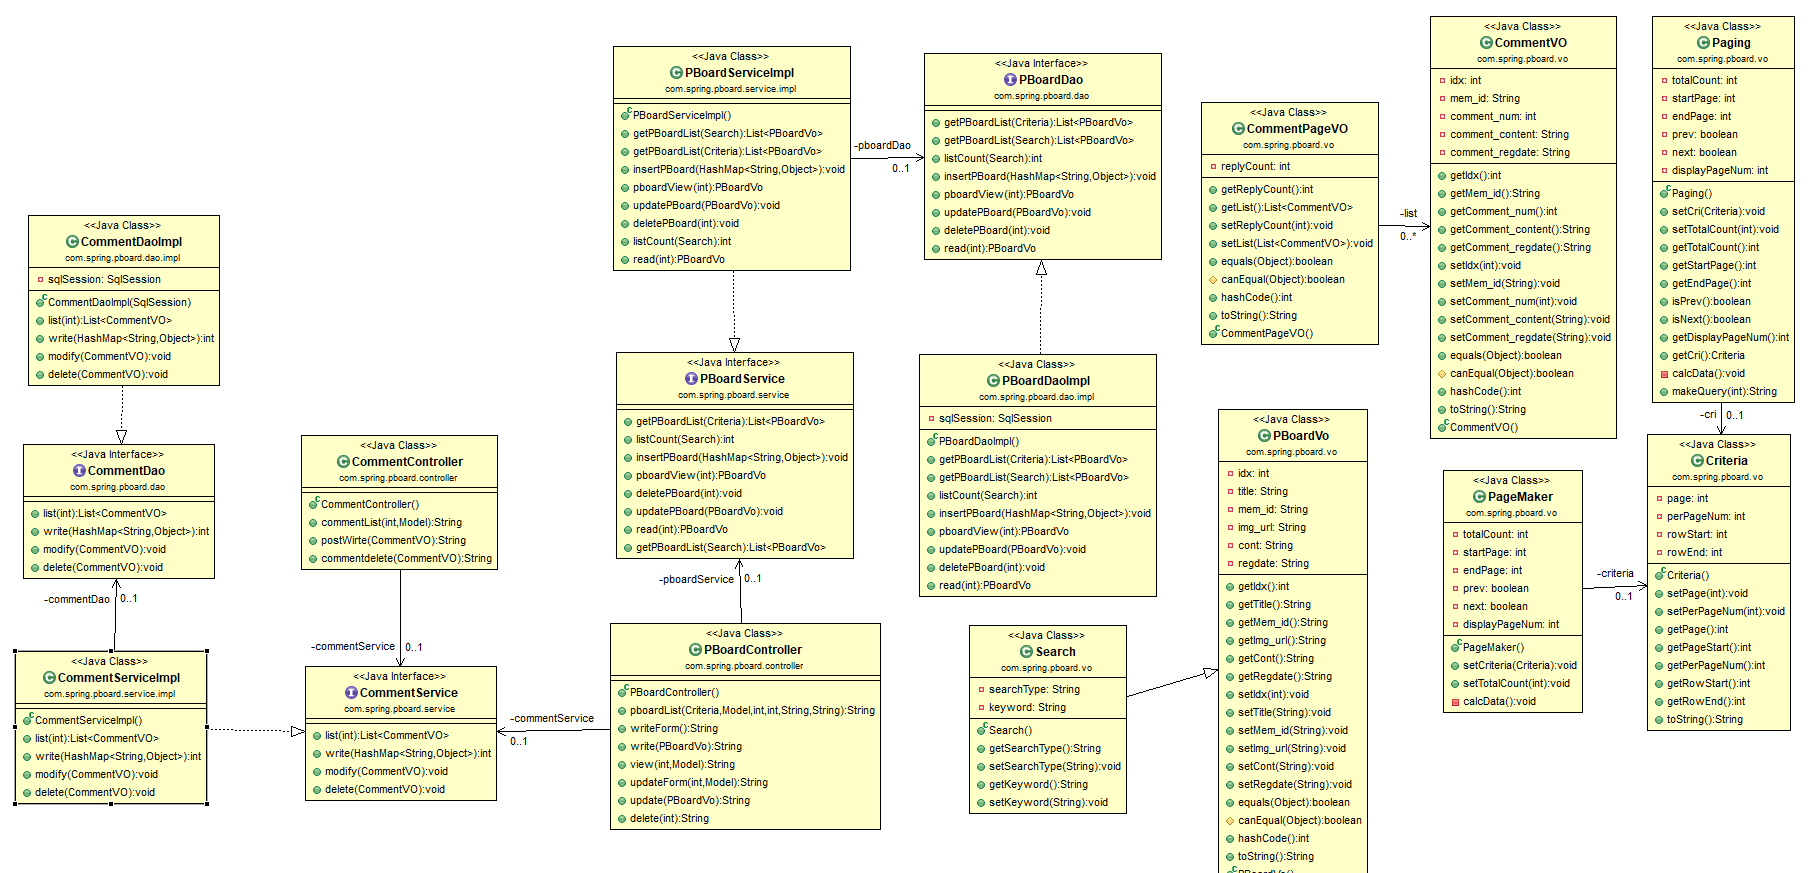 <<Java Class>>
CommentDaoImpl
com.spring.pboard.dao.impl
sqlSession: SqlSession
CommentDaoImpl(SqlSession)
list(int):List<CommentVO>
write(HashMap<String,Object>):int
modify(CommentVO):void
delete(CommentVO):void
<<Java Interface>>
CommentDao
com.spring.pboard.dao
list(int):List<CommentVO>
write(HashMap<String,Object>):int
modify(CommentVO):void
delete(CommentVO):void
-commentDao
0..1
<<Java Class>>
CommentServiceImpl
com.spring.pboard.service.impl
CommentServiceImpl()
list(int):List<CommentVO>
write(HashMap<String,Object>):int
modify(CommentVO):void
delete(CommentVO):void
<<Java Class>>
CommentController
com.spring.pboard.controller
CommentController()
commentList(int,Model):String
postWirte(CommentVO):String
commentdelete(CommentVO):String
-commentService
0..1
<<Java Interface>>
CommentService
com.spring.pboard.service
list(int):List<CommentVO>
write(HashMap<String,Object>):int
modify(CommentVO):void
delete(CommentVO):void
-commentService
0..1
<<Java Class>>
PBoardServiceImpl
com.spring.pboard.service.impl
PBoardServiceImpl()
getPBoardList(Search):List<PBoardVo>
getPBoardList(Criteria):List<PBoardVo>
insertPBoard(HashMap<String,Object>):void
pboardView(int):PBoardVo
updatePBoard(PBoardVo):void
deletePBoard(int):void
listCount(Search):int
read(int):PBoardVo
-pboardDao
0..1
<<Java Interface>>
PBoardService
com.spring.pboard.service
getPBoardList(Criteria):List<PBoardVo>
listCount(Search):int
insertPBoard(HashMap<String,Object>):void
pboardView(int):PBoardVo
deletePBoard(int):void
updatePBoard(PBoardVo):void
read(int):PBoardVo
getPBoardList(Search):List<PBoardVo>
-pboardService
0..1
<<Java Class>>
PBoardController
com.spring.pboard.controller
PBoardController()
pboardList(Criteria,Model,int,int,String,String):String
writeForm():String
write(PBoardVo):String
view(int,Model):String
updateForm(int,Model):String
update(PBoardVo):String
delete(int):String
<<Java Interface>>
PBoardDao
com.spring.pboard.dao
getPBoardList(Criteria):List<PBoardVo>
getPBoardList(Search):List<PBoardVo>
listCount(Search):int
insertPBoard(HashMap<String,Object>):void
pboardView(int):PBoardVo
updatePBoard(PBoardVo):void
deletePBoard(int):void
read(int):PBoardVo
<<Java Class>>
PBoardDaoImpl
com.spring.pboard.dao.impl
sqlSession: SqlSession
PBoardDaoImpl()
getPBoardList(Criteria):List<PBoardVo>
getPBoardList(Search):List<PBoardVo>
listCount(Search):int
insertPBoard(HashMap<String,Object>):void
pboardView(int):PBoardVo
updatePBoard(PBoardVo):void
deletePBoard(int):void
read(int):PBoardVo
<<Java Class>>
Search
com.spring.pboard.vo
searchType: String
keyword: String
Search()
getSearchType():String
setSearchType(String):void
getKeyword():String
setKeyword(String):void
<<Java Class>>
CommentPageVO
com.spring.pboard.vo
replyCount: int
getReplyCount():int
getList():List<CommentVO>
setReplyCount(int):void
setList(List<CommentVO>):void
equals(Object):boolean
canEqual(Object):boolean
hashCode():int
toString():String
CommentPageVO()
-list
0..*
<<Java Class>>
PBoardVo
com.spring.pboard.vo
idx: int
title: String
mem_id: String
img_url: String
cont: String
regdate: String
getIdx():int
getTitle():String
getMem_id():String
getImg_url():String
getCont():String
getRegdate():String
setIdx(int):void
setTitle(String):void
setMem_id(String):void
setImg_url(String):void
setCont(String):void
setRegdate(String):void
equals(Object):boolean
canEqual(Object):boolean
hashCode():int
toString():String
PBoardVo()
<<Java Class>>
CommentVO
com.spring.pboard.vo
idx: int
mem_id: String
comment_num: int
comment_content: String
comment_regdate: String
getIdx():int
getMem_id():String
getComment_num():int
getComment_content():String
getComment_regdate():String
setIdx(int):void
setMem_id(String):void
setComment_num(int):void
setComment_content(String):void
setComment_regdate(String):void
equals(Object):boolean
canEqual(Object):boolean
hashCode():int
toString():String
CommentVO()
<<Java Class>>
PageMaker
com.spring.pboard.vo
totalCount: int
startPage: int
endPage: int
prev: boolean
next: boolean
displayPageNum: int
PageMaker()
setCriteria(Criteria):void
setTotalCount(int):void
calcData():void
-criteria
0..1
<<Java Class>>
Paging
com.spring.pboard.vo
totalCount: int
startPage: int
endPage: int
prev: boolean
next: boolean
displayPageNum: int
Paging()
setCri(Criteria):void
setTotalCount(int):void
getTotalCount():int
getStartPage():int
getEndPage():int
isPrev():boolean
isNext():boolean
getDisplayPageNum():int
getCri():Criteria
calcData():void
makeQuery(int):String
-cri
0..1
<<Java Class>>
Criteria
com.spring.pboard.vo
page: int
perPageNum: int
rowStart: int
rowEnd: int
Criteria()
setPage(int):void
setPerPageNum(int):void
getPage():int
getPageStart():int
getPerPageNum():int
getRowStart():int
getRowEnd():int
toString():String